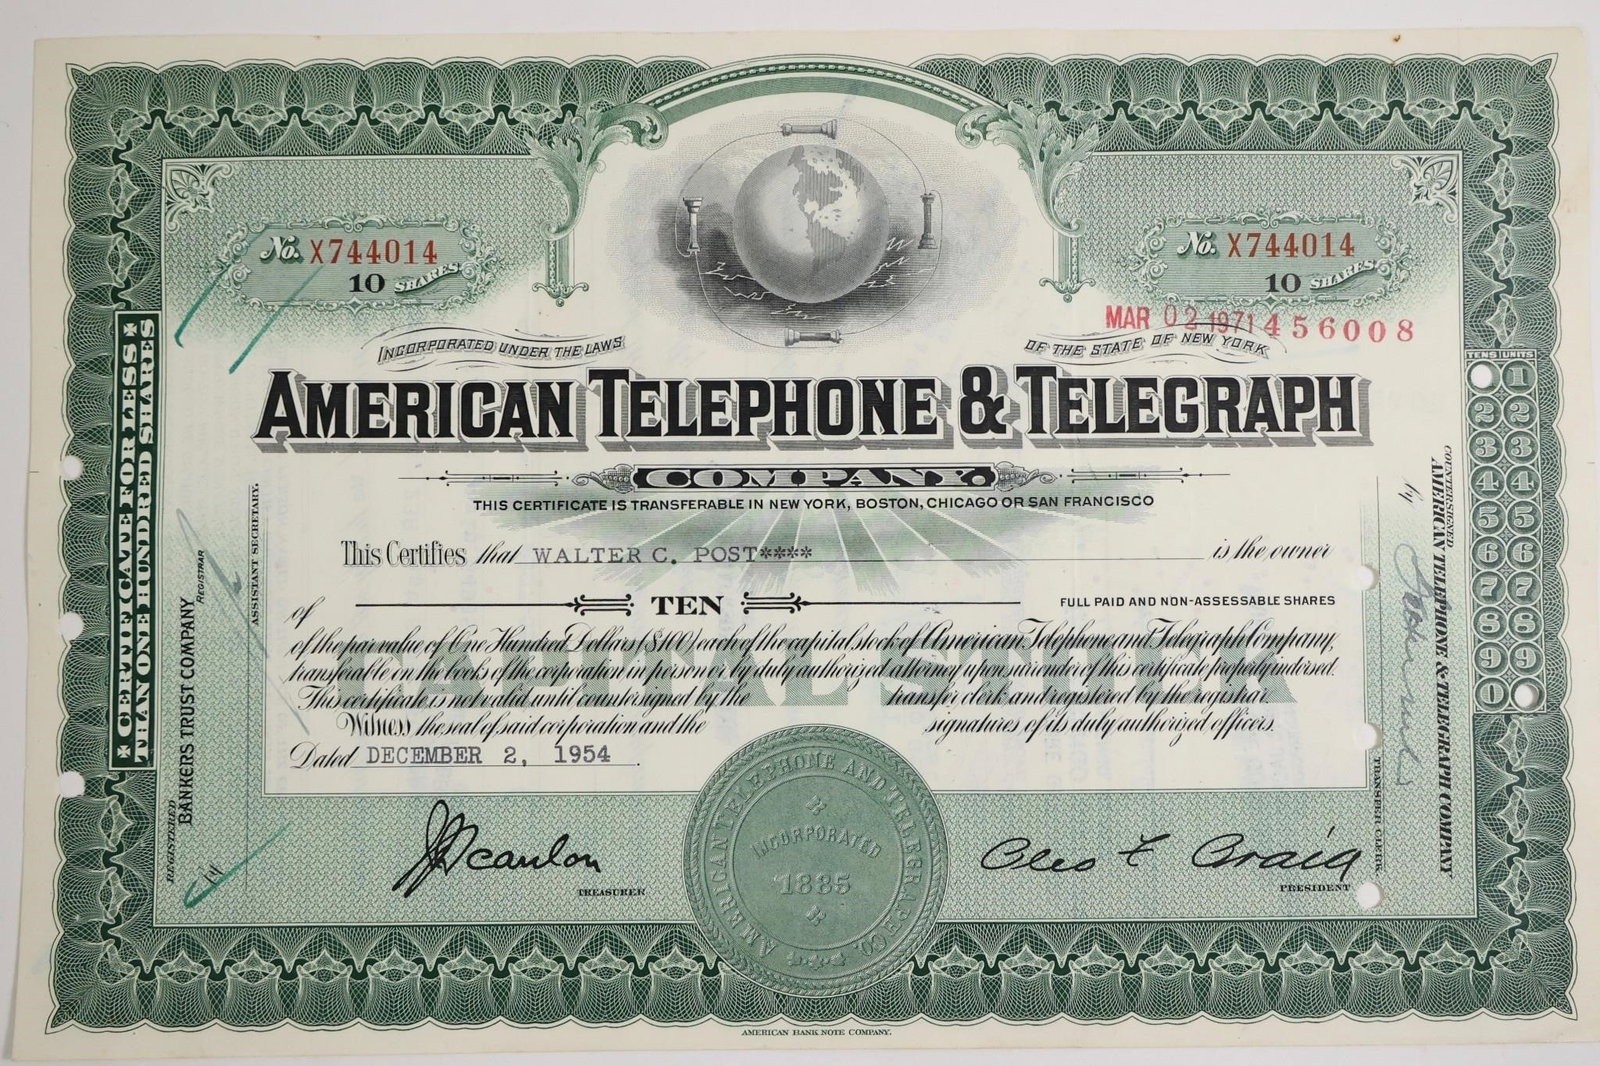 No. X744014
10 SHARES
No. X744014
10 SHARES
MAR 02 1971 456008
INCORPORATED UNDER THE LAWS
OF THE STATE OF NEW YORK
AMERICAN TELEPHONE & TELEGRAPH
COMPANY.
THIS CERTIFICATE IS TRANSFERABLE IN NEW YORK, BOSTON, CHICAGO OR SAN FRANCISCO
This Certifies that WALTER C. POST**** is the owner
of TEN FULL PAID AND NON-ASSESSABLE SHARES
of the par value of One Hundred Dollars ($100) each of the capital stock of American Telephone and Telegraph Company,
transferable on the books of the corporation in person or by duly authorized attorney upon surrender of this certificate properly indorsed.
This certificate is not valid until countersigned by the transfer clerk and registered by the registrar.
Witness the seal of said corporation and the signatures of its duly authorized officers.
Dated DECEMBER 2, 1954
TREASURER
Cleo F. Craig
PRESIDENT
AMERICAN TELEPHONE AND TELEGRAPH CO.
INCORPORATED
1885
CERTIFICATE FOR LESS
THAN ONE HUNDRED SHARES
REGISTERED
BANKERS TRUST COMPANY
REGISTRAR
ASSISTANT SECRETARY.
COUNTERSIGNED
AMERICAN TELEPHONE & TELEGRAPH COMPANY
by
TRANSFER CLERK.
TENS UNITS
1
2 2
3 3
4 4
5 5
6 6
7 7
8 8
9 9
0
AMERICAN BANK NOTE COMPANY.